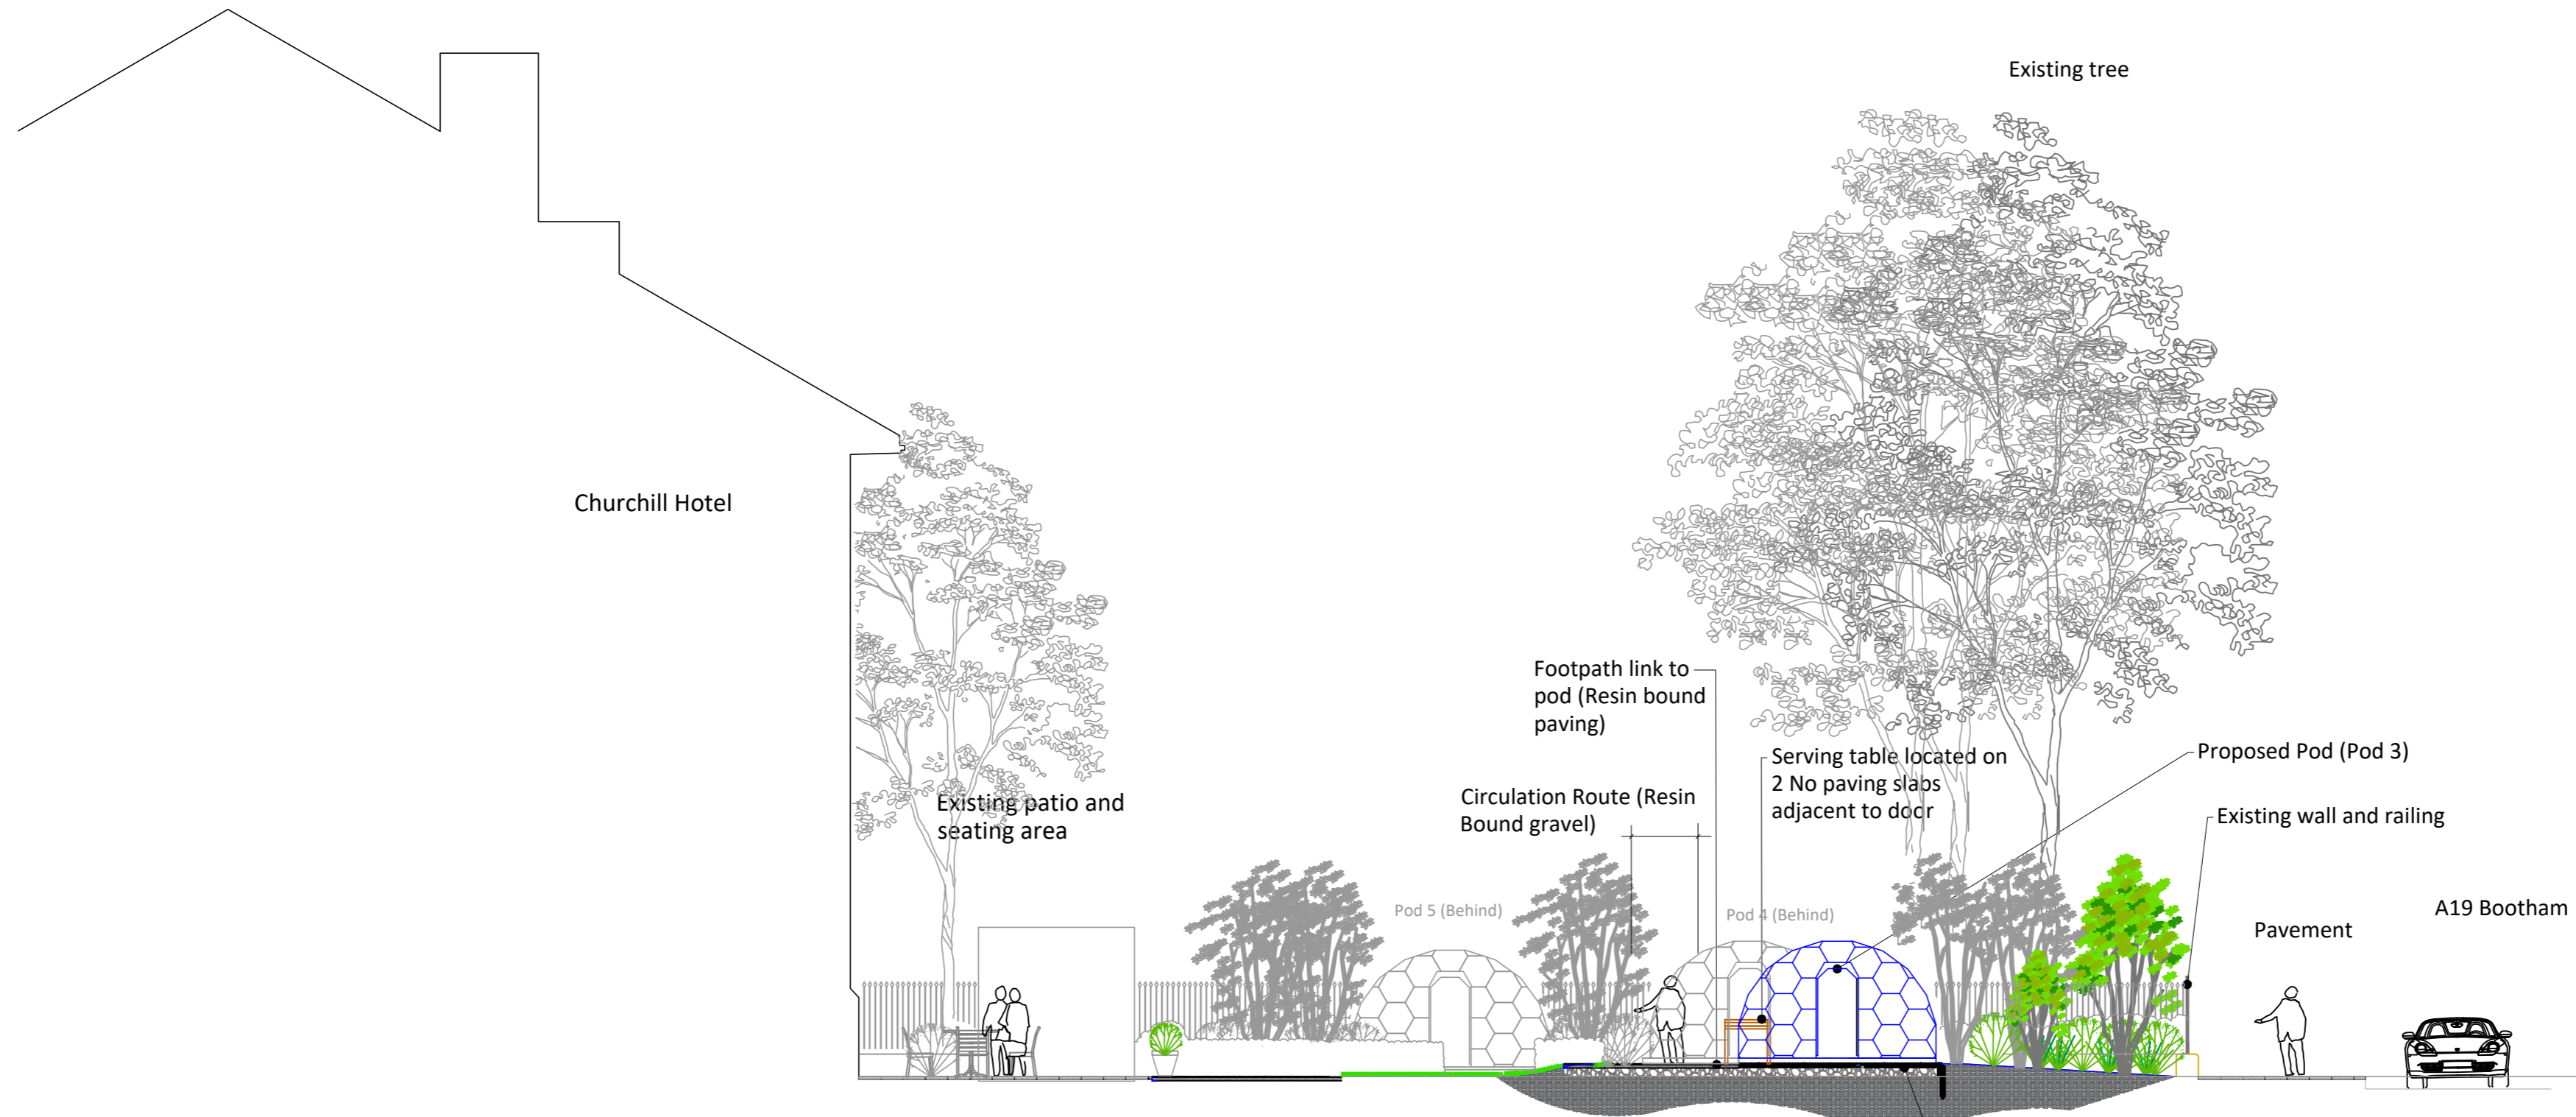 Existing tree
Churchill Hotel
Footpath link to
pod (Resin bound
paving)
Serving table located on
2 No paving slabs
adjacent to door
Proposed Pod (Pod 3)
Existing patio and
seating area
Circulation Route (Resin
Bound gravel)
Existing wall and railing
Pod 5 (Behind)
Pod 4 (Behind)
Pavement
A19 Bootham